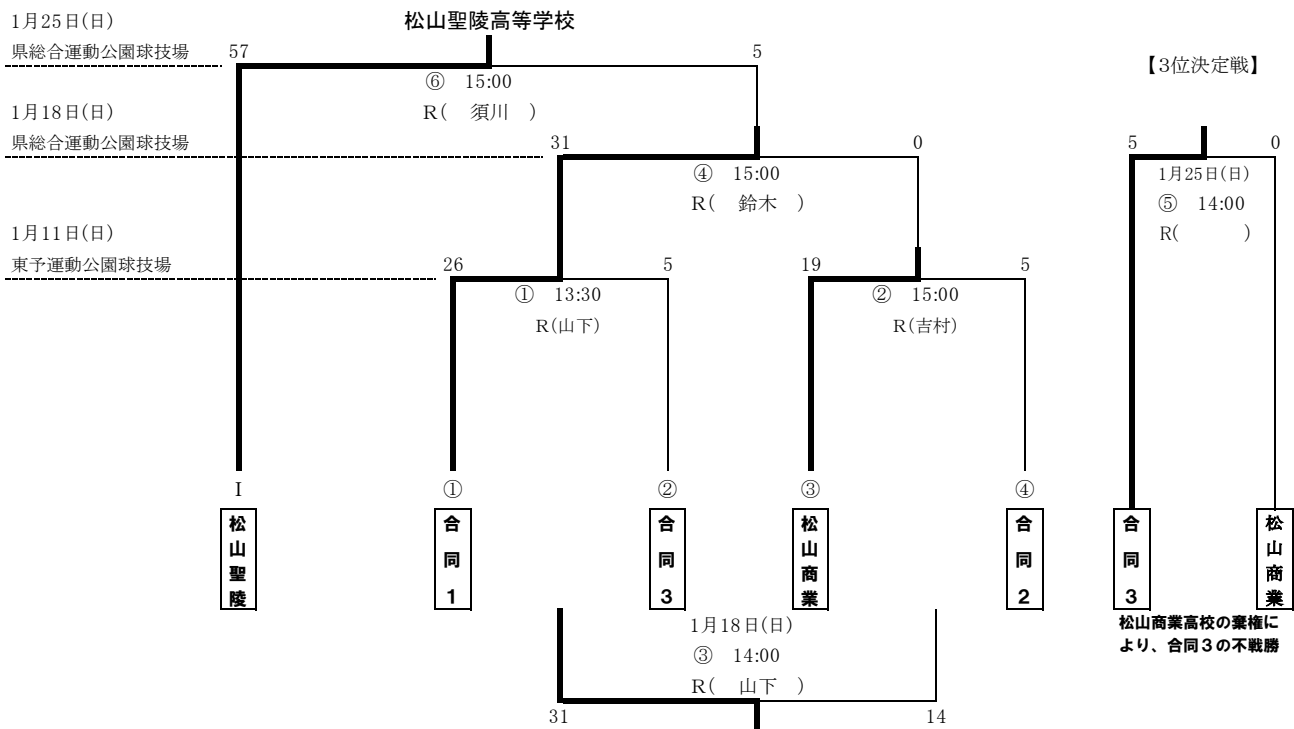 1月25日(日)
松山聖陵高等学校
県総合運動公園球技場
57
5
【3位決定戦】
⑥ 15:00
R( 須川 )
1月18日(日)
県総合運動公園球技場
31
0
5
0
④ 15:00
R( 鈴木 )
1月25日(日)
⑤ 14:00
R( )
1月11日(日)
東予運動公園球技場
26
5
19
5
① 13:30
R(山下)
② 15:00
R(吉村)
I
①
②
③
④
松山聖陵
合同1
合同3
松山商業
合同2
合同3
松山商業
松山商業高校の棄権に
より、合同3の不戦勝
1月18日(日)
③ 14:00
R( 山下 )
31
14